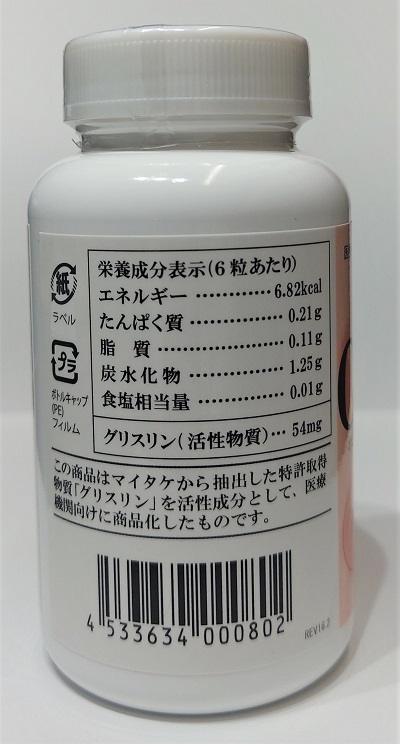 栄養成分表示(6粒あたり)
エネルギー ………… 6.82kcal
たんぱく質 ………… 0.21g
脂 質 ………… 0.11g
炭水化物 ………… 1.25g
食塩相当量 ………… 0.01g
グリスリン(活性物質)… 54mg
紙
ラベル
プラ
ボトルキャップ
(PE)
フィルム
この商品はマイタケから抽出した特許取得
物質「グリスリン」を活性成分として、医療
機関向けに商品化したものです。
4 533634 000802
REV16.2